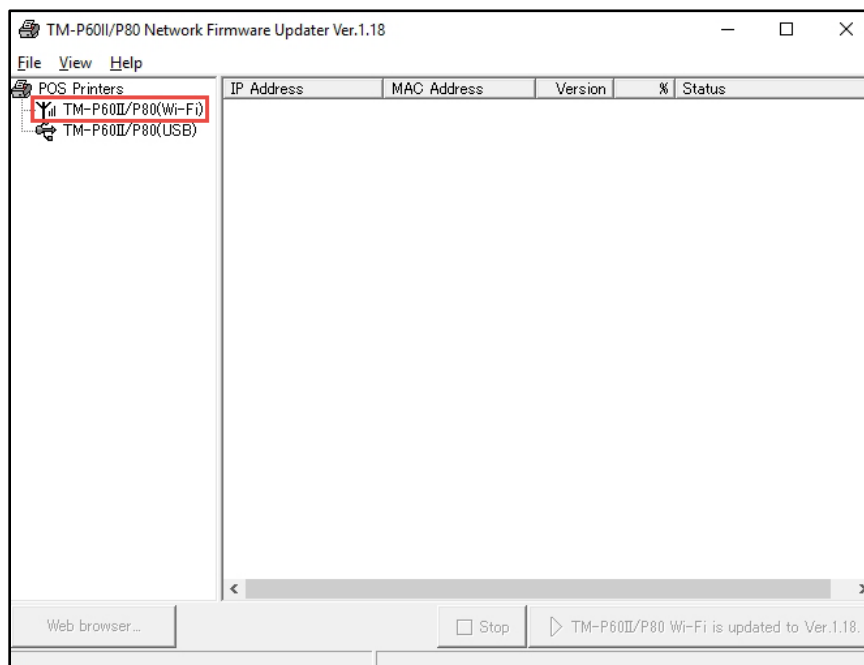 TM-P60II/P80 Network Firmware Updater Ver.1.18
File View Help
POS Printers
TM-P60Ⅱ/P80(Wi-Fi)
TM-P60Ⅱ/P80(USB)
IP Address MAC Address Version % Status
Web browser... Stop TM-P60Ⅱ/P80 Wi-Fi is updated to Ver.1.18.